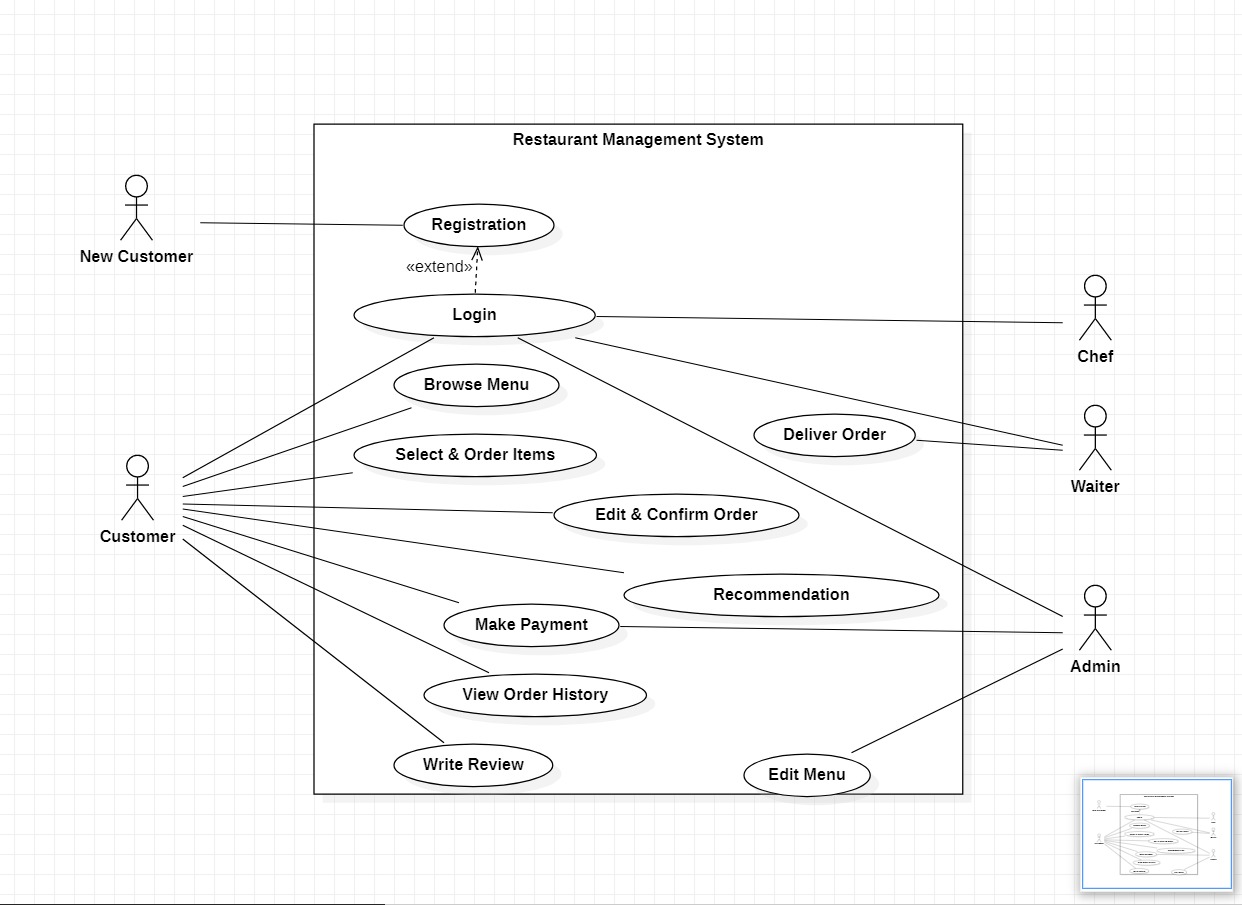 Restaurant Management System
New Customer
Registration
«extend»
Login
Chef
Browse Menu
Deliver Order
Select & Order Items
Waiter
Customer
Edit & Confirm Order
Recommendation
Make Payment
Admin
View Order History
Write Review
Edit Menu